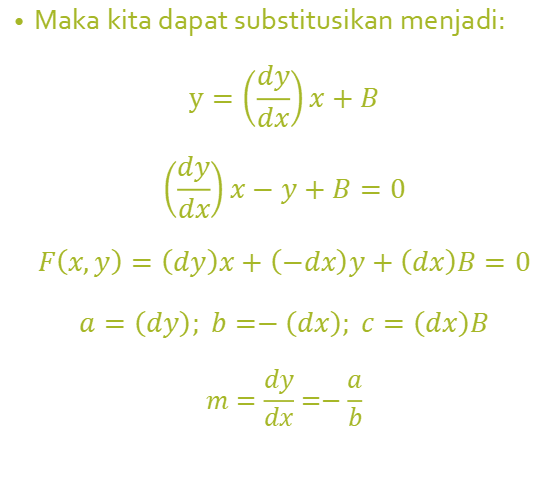 • Maka kita dapat substitusikan menjadi:
y = (dy/dx) x + B
(dy/dx) x − y + B = 0
F(x, y) = (dy)x + (−dx)y + (dx)B = 0
a = (dy); b =− (dx); c = (dx)B
m = dy/dx =− a/b